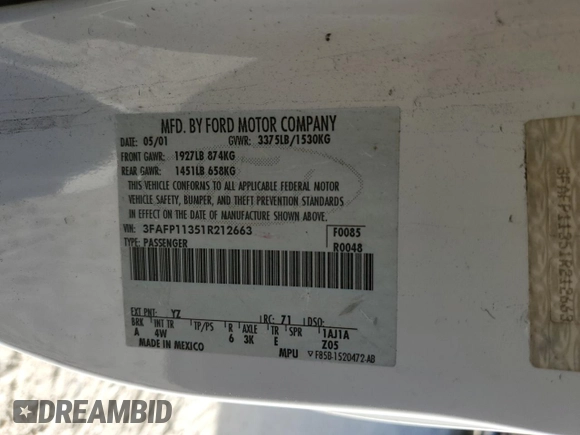 MFD. BY FORD MOTOR COMPANY
DATE: 05/01 GVWR: 3375LB/1530KG
FRONT GAWR: 1927LB 874KG
REAR GAWR: 1451LB 658KG
THIS VEHICLE CONFORMS TO ALL APPLICABLE FEDERAL MOTOR
VEHICLE SAFETY, BUMPER, AND THEFT PREVENTION STANDARDS
IN EFFECT ON THE DATE OF MANUFACTURE SHOWN ABOVE.
VIN: 3FAFP11351R212663 F0085
TYPE: PASSENGER R0048
EXT PNT: YZ RC: 71 DSO:
BRK INT TR TP/PS R AXLE TR SPR 1AJ1A
A 4W 6 3K E Z05
MADE IN MEXICO MPU F85B-1520472-AB
3FAFP11351R212663
DREAMBID